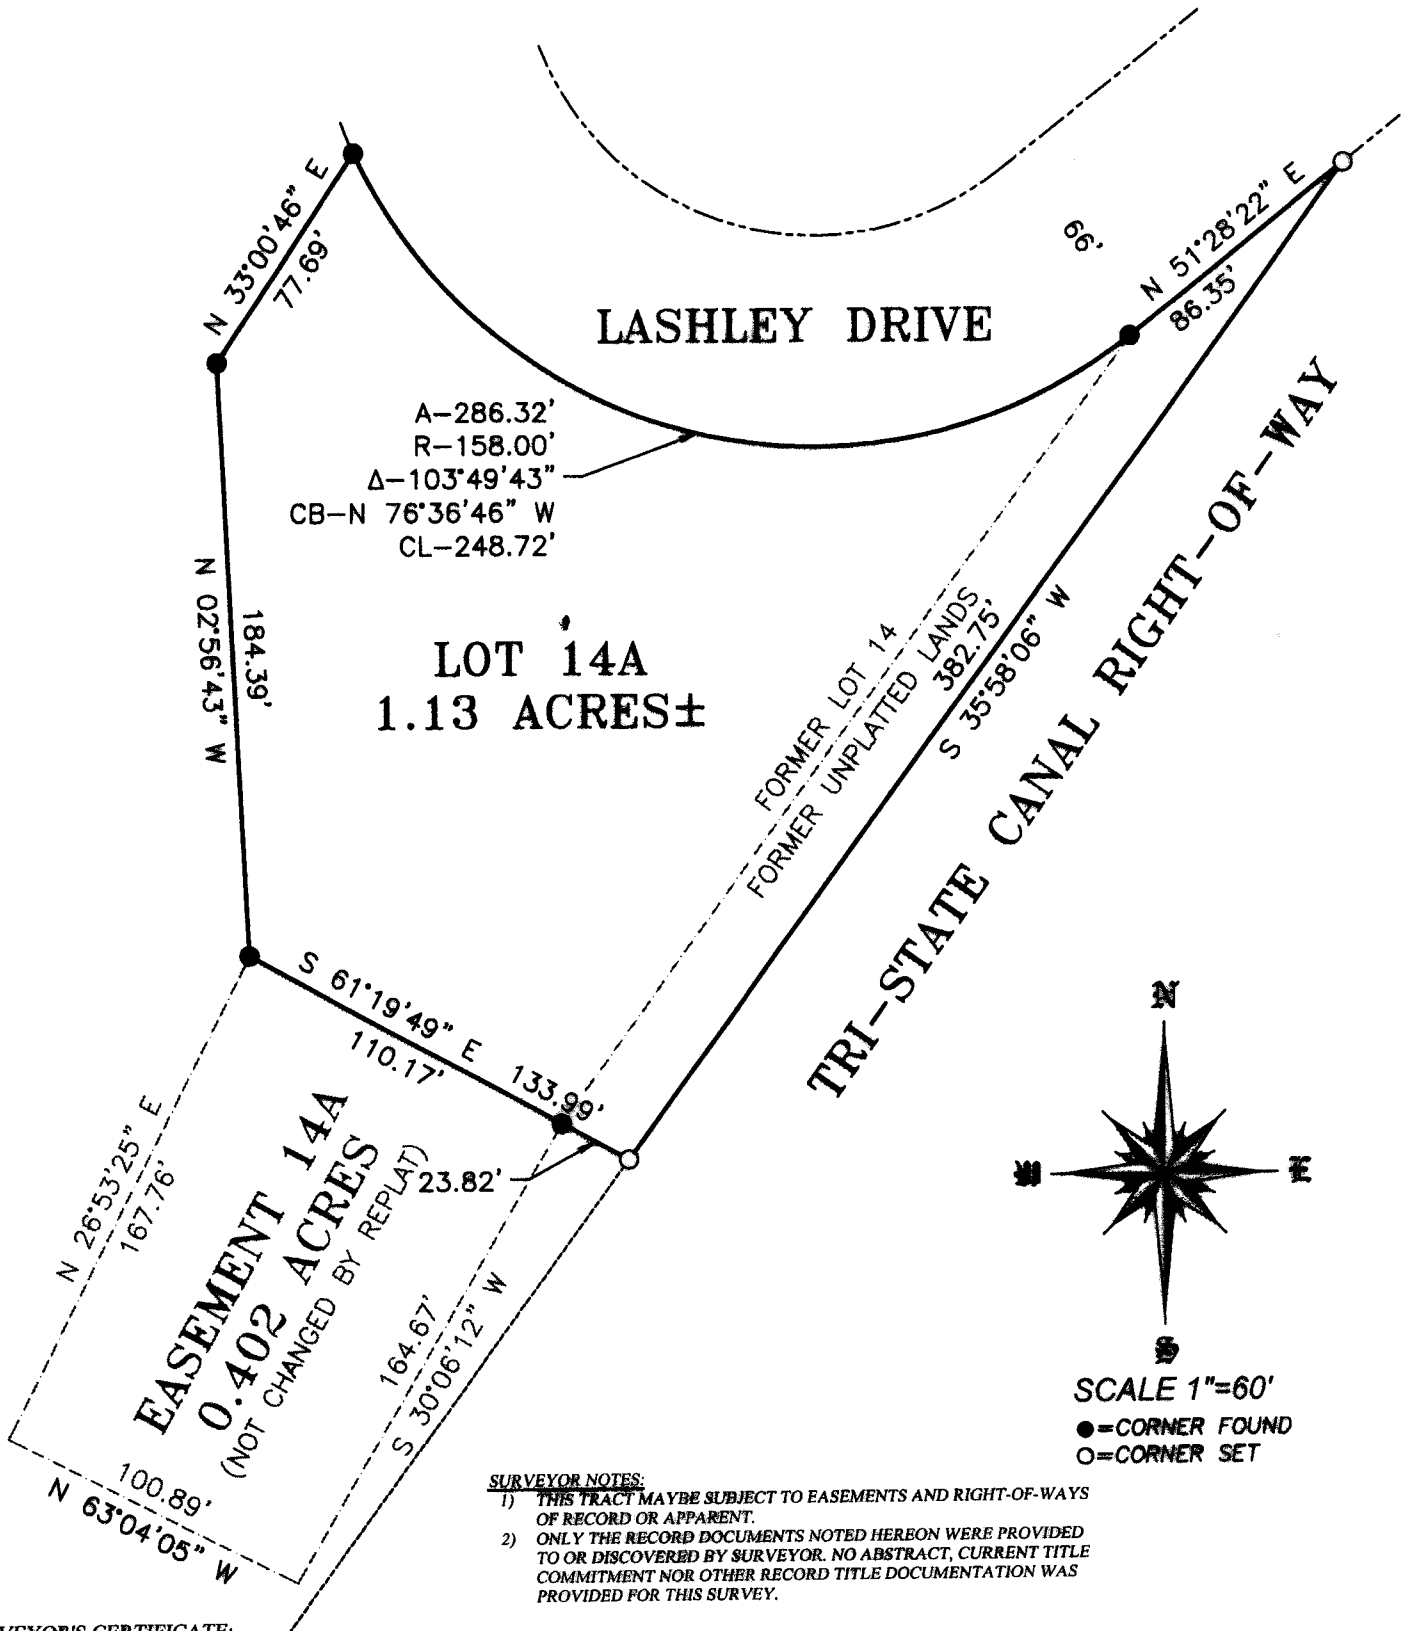 N 33°00'46" E
77.69'
66'
N 51°28'22" E
86.35'
LASHLEY DRIVE
A-286.32'
R-158.00'
Δ-103°49'43"
CB-N 76°36'46" W
CL-248.72'
N 02°56'43" W
184.39'
LOT 14A
1.13 ACRES±
FORMER LOT 14
FORMER UNPLATTED LANDS
382.75'
S 35°58'06" W
TRI-STATE CANAL RIGHT-OF-WAY
S 61°19'49" E
110.17'
133.99'
23.82'
N 26°53'25" E
167.76'
EASEMENT 14A
0.402 ACRES
(NOT CHANGED BY REPLAT)
164.67'
S 30°06'12" W
100.89'
N 63°04'05" W
N
W
E
S
SCALE 1"=60'
●=CORNER FOUND
○=CORNER SET
SURVEYOR NOTES:
1) THIS TRACT MAYBE SUBJECT TO EASEMENTS AND RIGHT-OF-WAYS
OF RECORD OR APPARENT.
2) ONLY THE RECORD DOCUMENTS NOTED HEREON WERE PROVIDED
TO OR DISCOVERED BY SURVEYOR. NO ABSTRACT, CURRENT TITLE
COMMITMENT NOR OTHER RECORD TITLE DOCUMENTATION WAS
PROVIDED FOR THIS SURVEY.